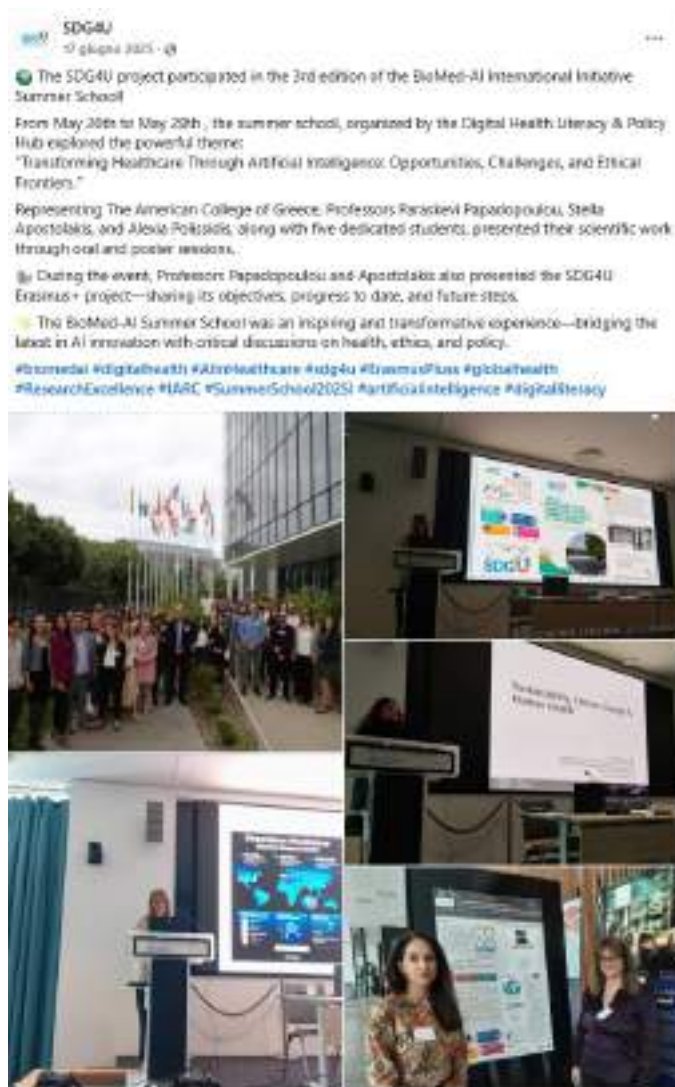 SDG4U
17 giugno 2025
The SDG4U project participated in the 3rd edition of the BioMed-AI International Initiative
Summer School!
From May 26th to May 28th , the summer school, organized by the Digital Health Literacy & Policy
Hub explored the powerful theme:
"Transforming Healthcare Through Artificial Intelligence: Opportunities, Challenges, and Ethical
Frontiers."
Representing The American College of Greece, Professors Paraskevi Papadopoulou, Stella
Apostolakis, and Alexia Polissidis, along with five dedicated students, presented their scientific work
through oral and poster sessions.
During the event, Professors Papadopoulou and Apostolakis also presented the SDG4U
Erasmus+ project—sharing its objectives, progress to date, and future steps.
The BioMed-AI Summer School was an inspiring and transformative experience—bridging the
latest in AI innovation with critical discussions on health, ethics, and policy.
#biomedai #digitalhealth #AIinHealthcare #sdg4u #ErasmusPluss #globalhealth
#ResearchExcellence #IARC #SummerSchool2025I #artificialintelligence #digitalliteracy
SDG4U